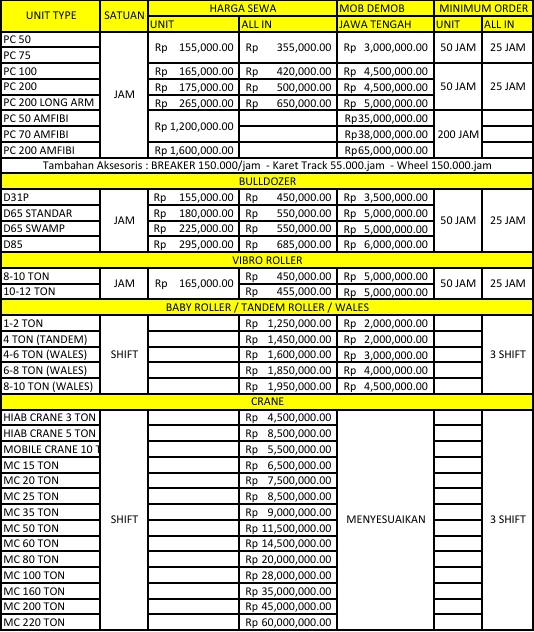 UNIT TYPE SATUAN HARGA SEWA MOB DEMOB MINIMUM ORDER
UNIT ALL IN JAWA TENGAH UNIT ALL IN
PC 50 JAM Rp 155,000.00 Rp 355,000.00 Rp 3,000,000.00 50 JAM 25 JAM
PC 75
PC 100 Rp 165,000.00 Rp 420,000.00 Rp 4,500,000.00 50 JAM 25 JAM
PC 200 Rp 175,000.00 Rp 500,000.00 Rp 4,500,000.00
PC 200 LONG ARM Rp 265,000.00 Rp 650,000.00 Rp 5,000,000.00
PC 50 AMFIBI Rp 1,200,000.00 Rp35,000,000.00 200 JAM
PC 70 AMFIBI Rp38,000,000.00
PC 200 AMFIBI Rp 1,600,000.00 Rp65,000,000.00
Tambahan Aksesoris : BREAKER 150.000/jam - Karet Track 55.000.jam - Wheel 150.000.jam
BULLDOZER
D31P JAM Rp 155,000.00 Rp 450,000.00 Rp 3,500,000.00 50 JAM 25 JAM
D65 STANDAR Rp 180,000.00 Rp 550,000.00 Rp 5,000,000.00
D65 SWAMP Rp 225,000.00 Rp 550,000.00 Rp 5,000,000.00
D85 Rp 295,000.00 Rp 685,000.00 Rp 6,000,000.00
VIBRO ROLLER
8-10 TON JAM Rp 165,000.00 Rp 450,000.00 Rp 5,000,000.00 50 JAM 25 JAM
10-12 TON Rp 455,000.00 Rp 5,000,000.00
BABY ROLLER / TANDEM ROLLER / WALES
1-2 TON SHIFT Rp 1,250,000.00 Rp 2,000,000.00 3 SHIFT
4 TON (TANDEM) Rp 1,450,000.00 Rp 2,000,000.00
4-6 TON (WALES) Rp 1,600,000.00 Rp 3,000,000.00
6-8 TON (WALES) Rp 1,850,000.00 Rp 4,000,000.00
8-10 TON (WALES) Rp 1,950,000.00 Rp 4,500,000.00
CRANE
HIAB CRANE 3 TON SHIFT Rp 4,500,000.00 MENYESUAIKAN 3 SHIFT
HIAB CRANE 5 TON Rp 8,500,000.00
MOBILE CRANE 10 T Rp 5,500,000.00
MC 15 TON Rp 6,500,000.00
MC 20 TON Rp 7,500,000.00
MC 25 TON Rp 8,500,000.00
MC 35 TON Rp 9,000,000.00
MC 50 TON Rp 11,500,000.00
MC 60 TON Rp 14,500,000.00
MC 80 TON Rp 20,000,000.00
MC 100 TON Rp 28,000,000.00
MC 160 TON Rp 35,000,000.00
MC 200 TON Rp 45,000,000.00
MC 220 TON Rp 60,000,000.00